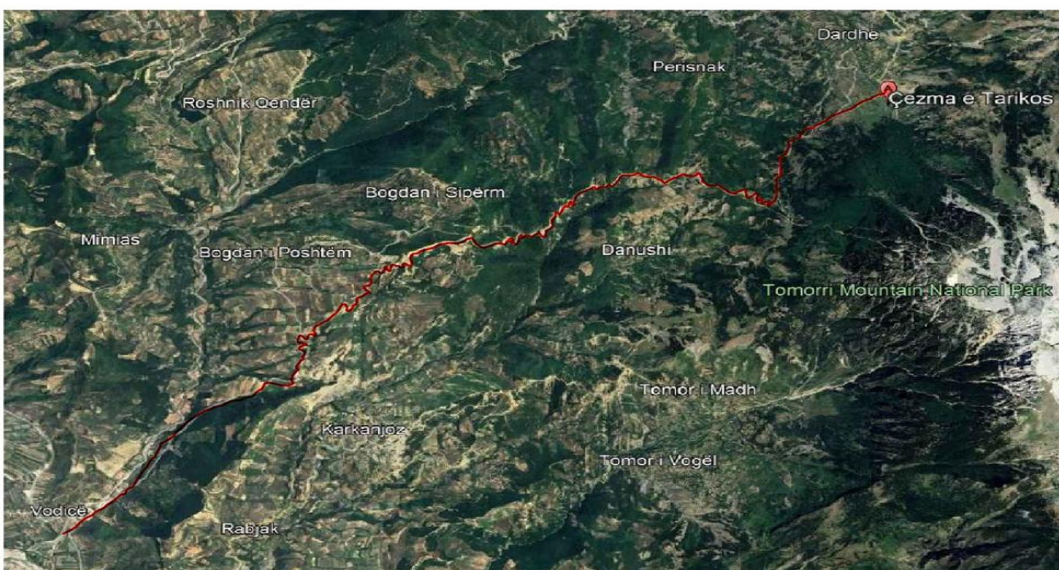 Dardhe
Perisnak
Çezma e Tarikos
Roshnik Qendër
Bogdan i Sipërm
Mimias
Bogdan i Poshtëm
Danushi
Tomorri Mountain National Park
Tomor i Madh
Karkanjoz
Tomor i Vogël
Vodicë
Rabjak